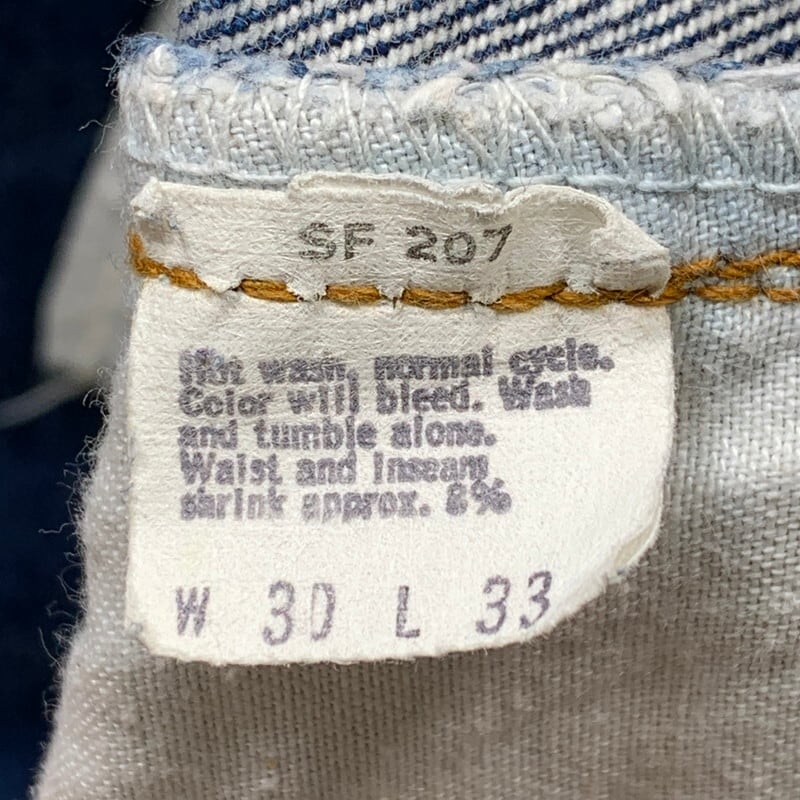 SF 207
Hot wash, normal cycle.
Color will bleed. Wash
and tumble alone.
Waist and Inseam
shrink approx. 8%
W 30 L 33